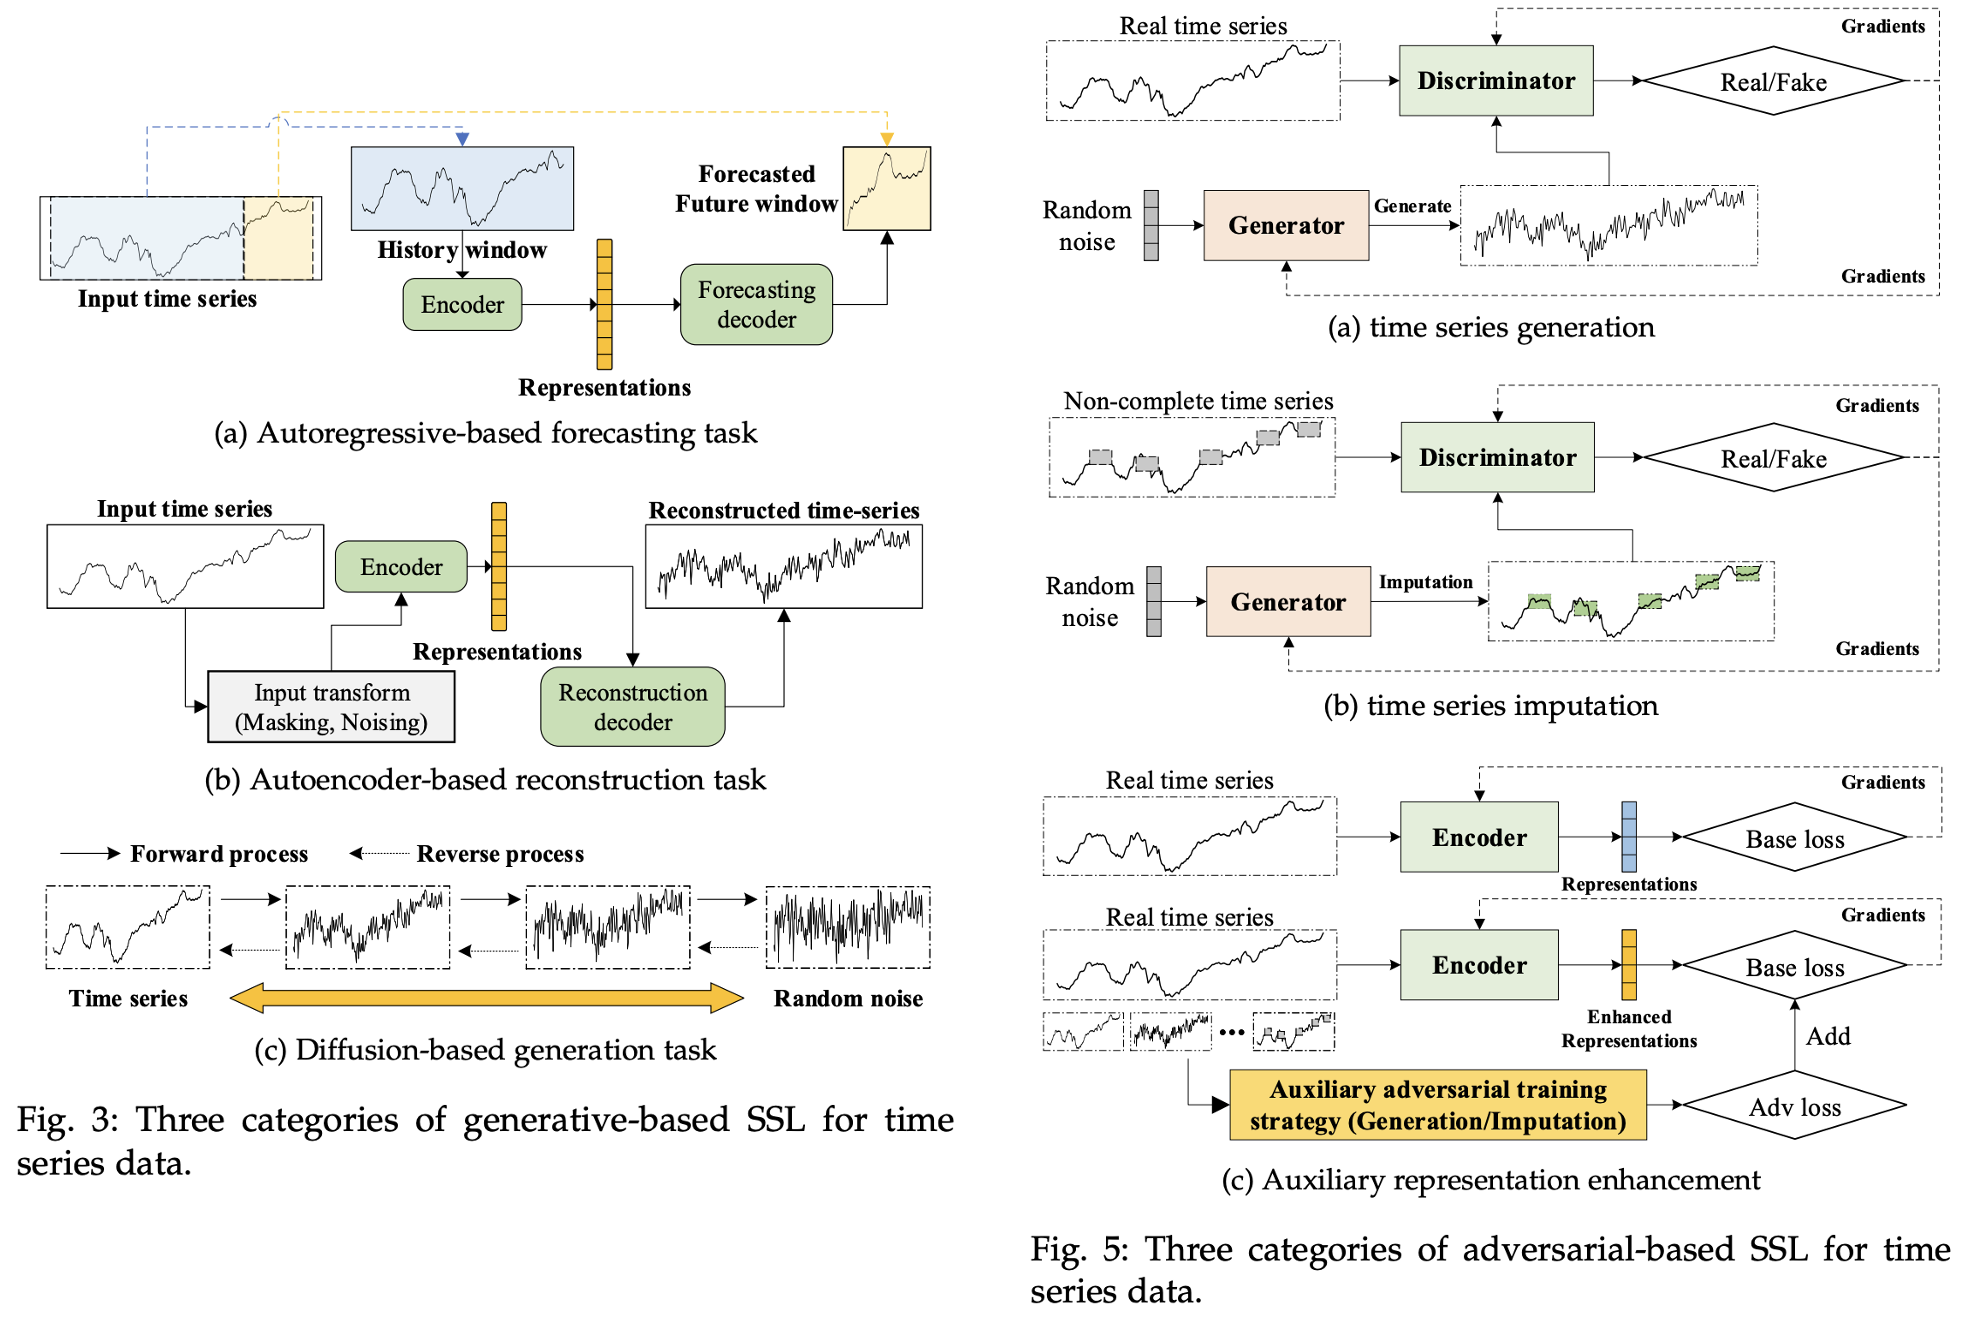 Input time series
History window
Forecasted
Future window
Encoder
Forecasting
decoder
Representations
(a) Autoregressive-based forecasting task
Input time series
Encoder
Representations
Reconstructed time-series
Input transform
(Masking, Noising)
Reconstruction
decoder
(b) Autoencoder-based reconstruction task
Forward process
Reverse process
Time series
Random noise
(c) Diffusion-based generation task
Fig. 3: Three categories of generative-based SSL for time
series data.
Real time series
Discriminator
Real/Fake
Gradients
Random
noise
Generator
Generate
Gradients
(a) time series generation
Non-complete time series
Discriminator
Real/Fake
Gradients
Random
noise
Generator
Imputation
Gradients
(b) time series imputation
Real time series
Encoder
Representations
Base loss
Gradients
Real time series
Encoder
Enhanced
Representations
Base loss
Gradients
Add
Auxiliary adversarial training
strategy (Generation/Imputation)
Adv loss
(c) Auxiliary representation enhancement
Fig. 5: Three categories of adversarial-based SSL for time
series data.